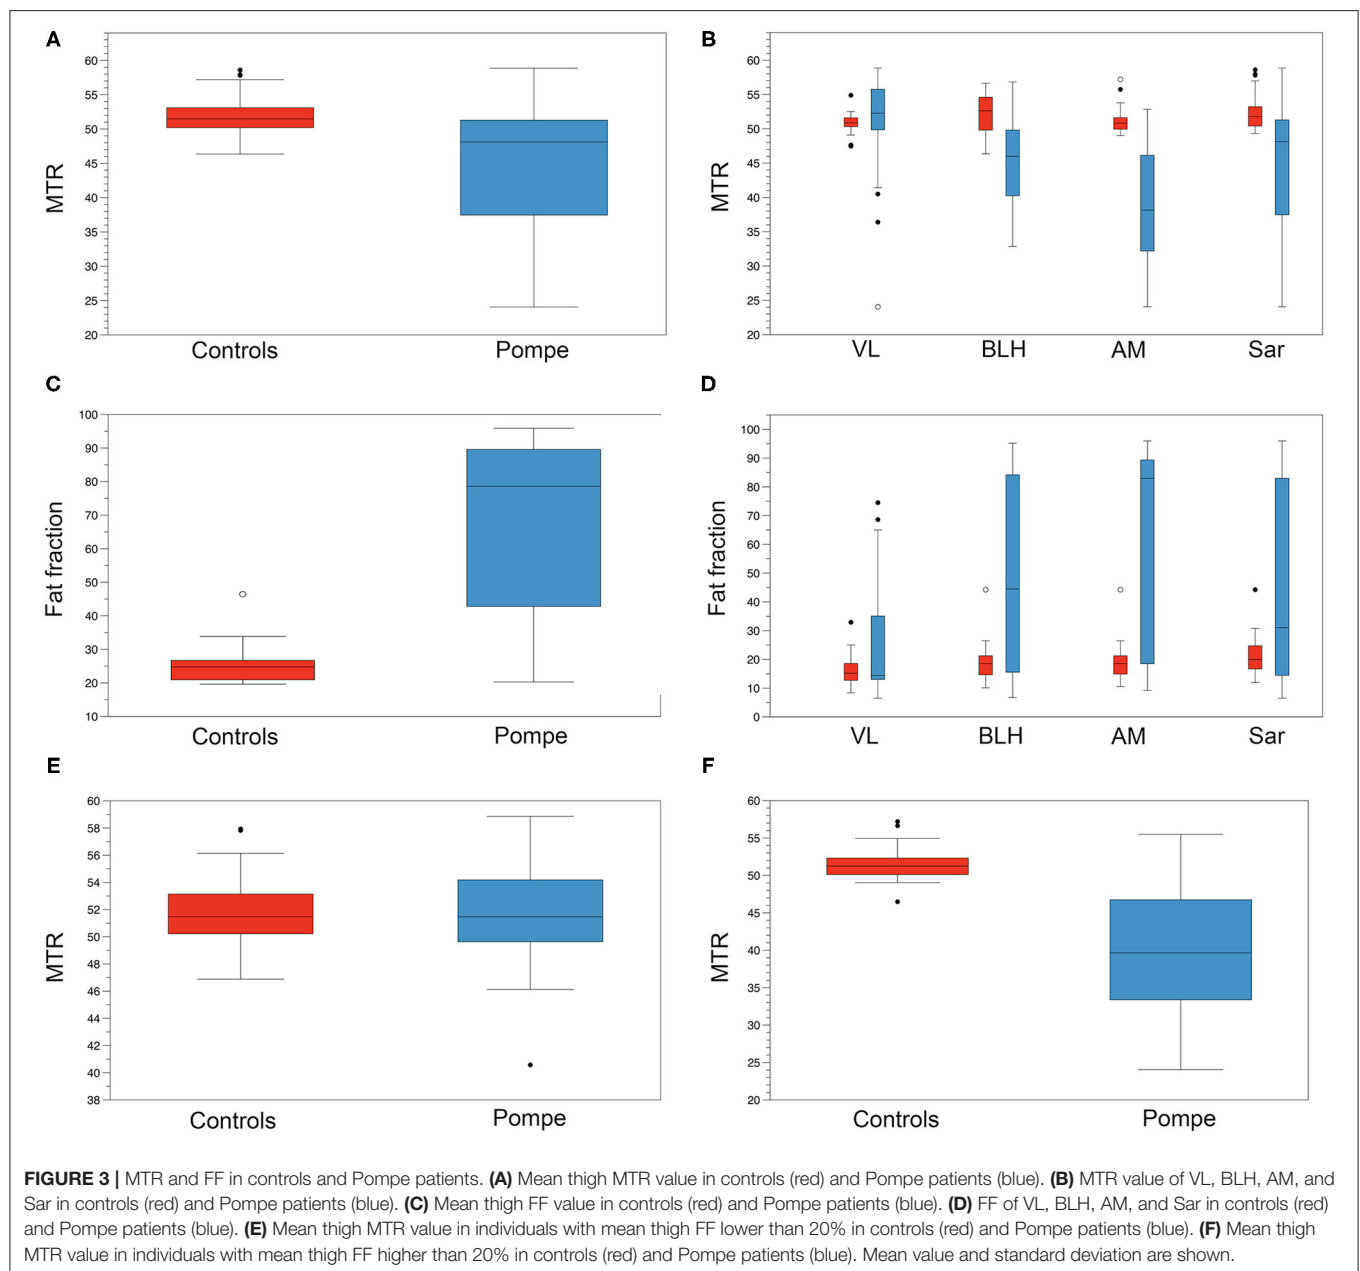 A
MTR
60
55
50
45
40
35
30
25
20
Controls
Pompe
B
MTR
60
55
50
45
40
35
30
25
20
VL
BLH
AM
Sar
C
Fat fraction
100
90
80
70
60
50
40
30
20
10
Controls
Pompe
D
Fat fraction
100
90
80
70
60
50
40
30
20
10
0
VL
BLH
AM
Sar
E
MTR
60
58
56
54
52
50
48
46
44
42
40
38
Controls
Pompe
F
MTR
60
55
50
45
40
35
30
25
20
Controls
Pompe
FIGURE 3 | MTR and FF in controls and Pompe patients. (A) Mean thigh MTR value in controls (red) and Pompe patients (blue). (B) MTR value of VL, BLH, AM, and
Sar in controls (red) and Pompe patients (blue). (C) Mean thigh FF value in controls (red) and Pompe patients (blue). (D) FF of VL, BLH, AM, and Sar in controls (red)
and Pompe patients (blue). (E) Mean thigh MTR value in individuals with mean thigh FF lower than 20% in controls (red) and Pompe patients (blue). (F) Mean thigh
MTR value in individuals with mean thigh FF higher than 20% in controls (red) and Pompe patients (blue). Mean value and standard deviation are shown.